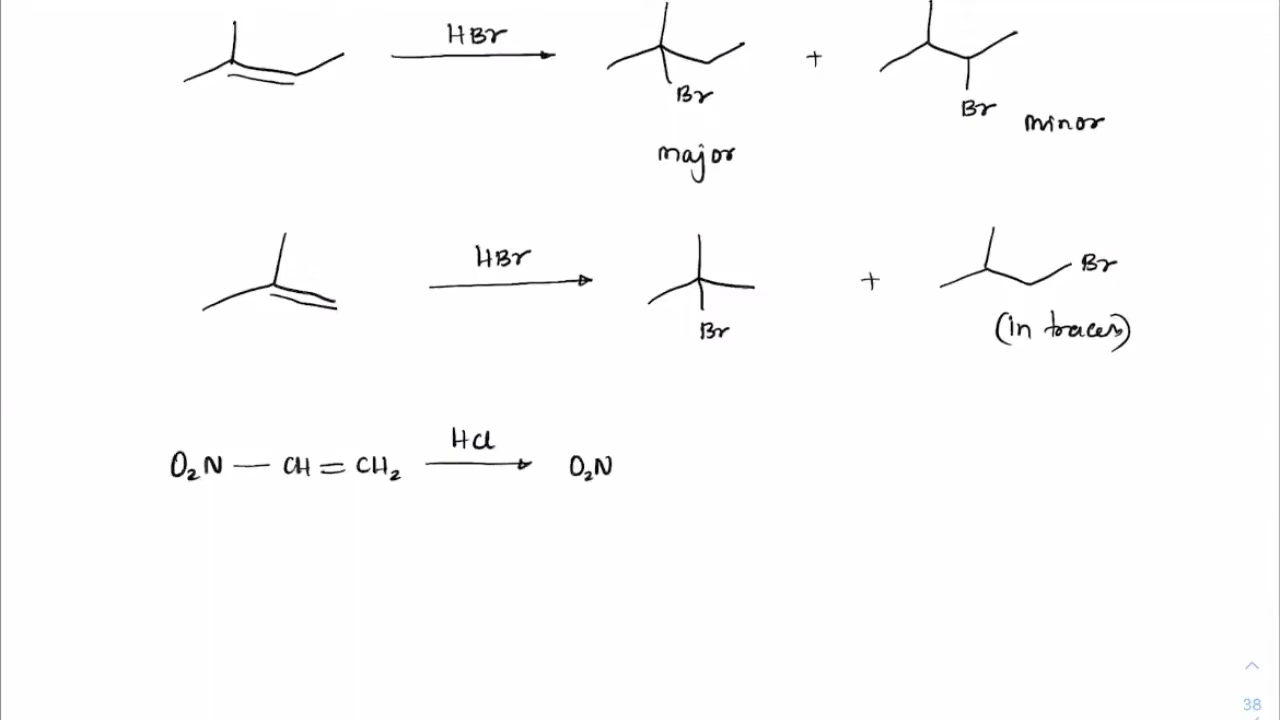 HBr
+
Br
Br
minor
major
HBr
+
Br
Br
(In traces)
HCl
O₂N — CH = CH₂ → O₂N
38